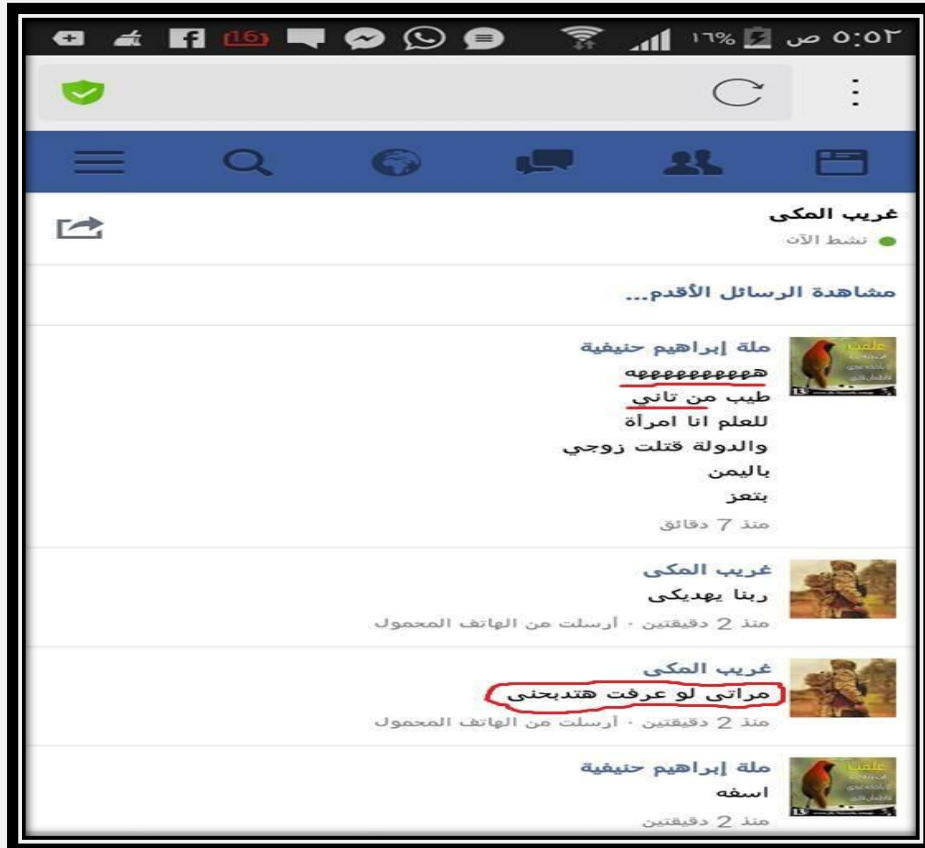 ٥:٥٢ ص ١٦%
غريب المكى
نشط الآن
مشاهدة الرسائل الأقدم...
ملة إبراهيم حنيفية
هههههههههههه
طيب من تاني
للعلم انا امرأة
والدولة قتلت زوجي
باليمن
بتعز
منذ 7 دقائق
غريب المكى
ربنا يهديكى
منذ 2 دقيقتين · أرسلت من الهاتف المحمول
غريب المكى
مراتى لو عرفت هتدبحنى
منذ 2 دقيقتين · أرسلت من الهاتف المحمول
ملة إبراهيم حنيفية
اسفه
منذ 2 دقيقتين